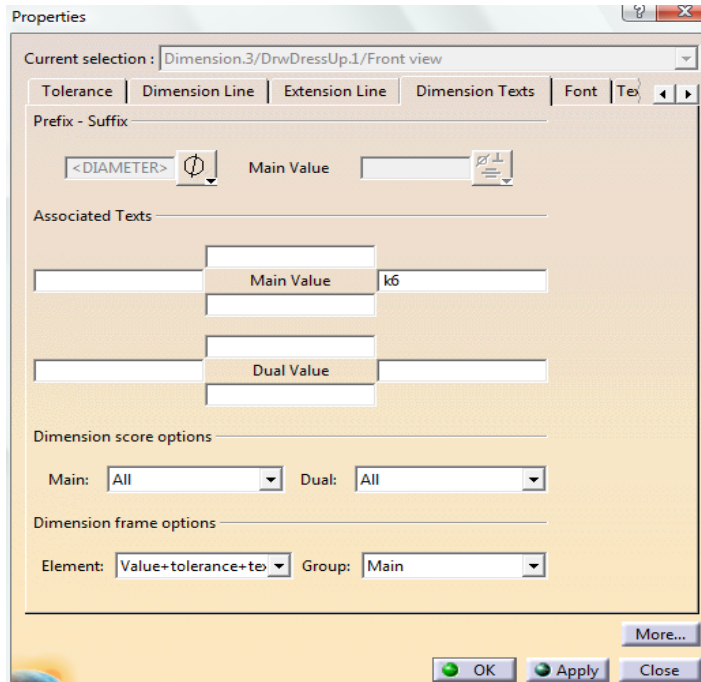 Properties
Current selection : Dimension.3/DrwDressUp.1/Front view
Tolerance Dimension Line Extension Line Dimension Texts Font Tex
Prefix - Suffix
<DIAMETER> Main Value
Associated Texts
Main Value k6
Dual Value
Dimension score options
Main: All Dual: All
Dimension frame options
Element: Value+tolerance+tex Group: Main
More...
OK Apply Close